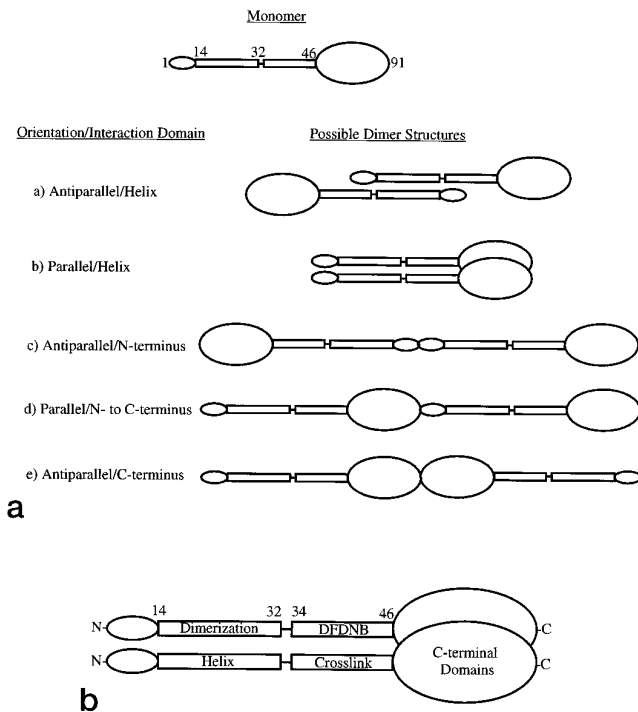 Monomer
1 14 32 46 91
Orientation/Interaction Domain Possible Dimer Structures
a) Antiparallel/Helix
b) Parallel/Helix
c) Antiparallel/N-terminus
d) Parallel/N- to C-terminus
e) Antiparallel/C-terminus
a
14 32 34 46
N- Dimerization DFDNB -C
N- Helix Crosslink C-terminal Domains -C
b